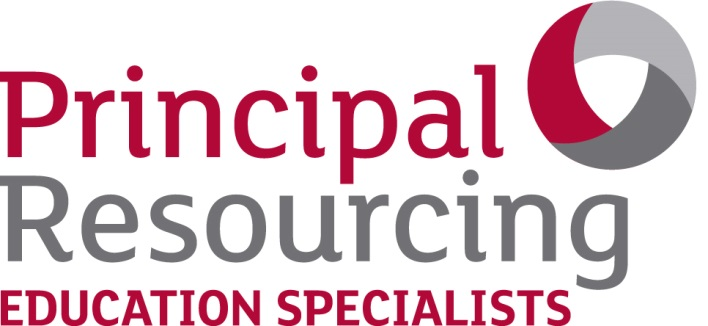 Principal
Resourcing
EDUCATION SPECIALISTS